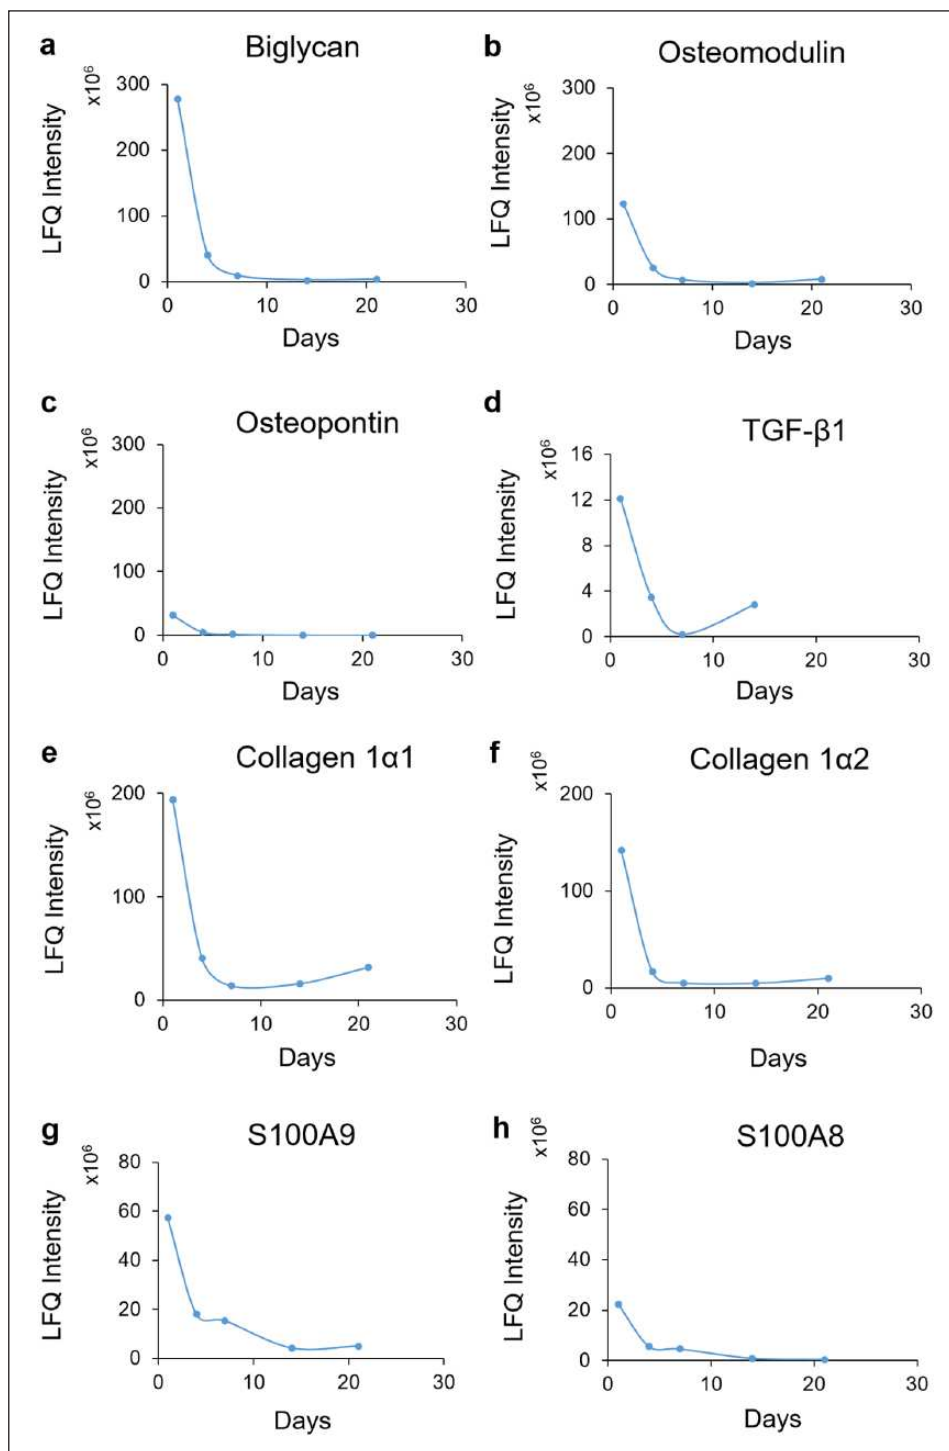 a
Biglycan
x10⁶
LFQ Intensity
300
200
100
0
0 10 20 30
Days
b
Osteomodulin
x10⁶
LFQ Intensity
300
200
100
0
0 10 20 30
Days
c
Osteopontin
x10⁶
LFQ Intensity
300
200
100
0
0 10 20 30
Days
d
TGF-β1
x10⁶
LFQ Intensity
16
12
8
4
0
0 10 20 30
Days
e
Collagen 1α1
x10⁶
LFQ Intensity
200
100
0
0 10 20 30
Days
f
Collagen 1α2
x10⁶
LFQ Intensity
200
100
0
0 10 20 30
Days
g
S100A9
x10⁶
LFQ Intensity
80
60
40
20
0
0 10 20 30
Days
h
S100A8
x10⁶
LFQ Intensity
80
60
40
20
0
0 10 20 30
Days